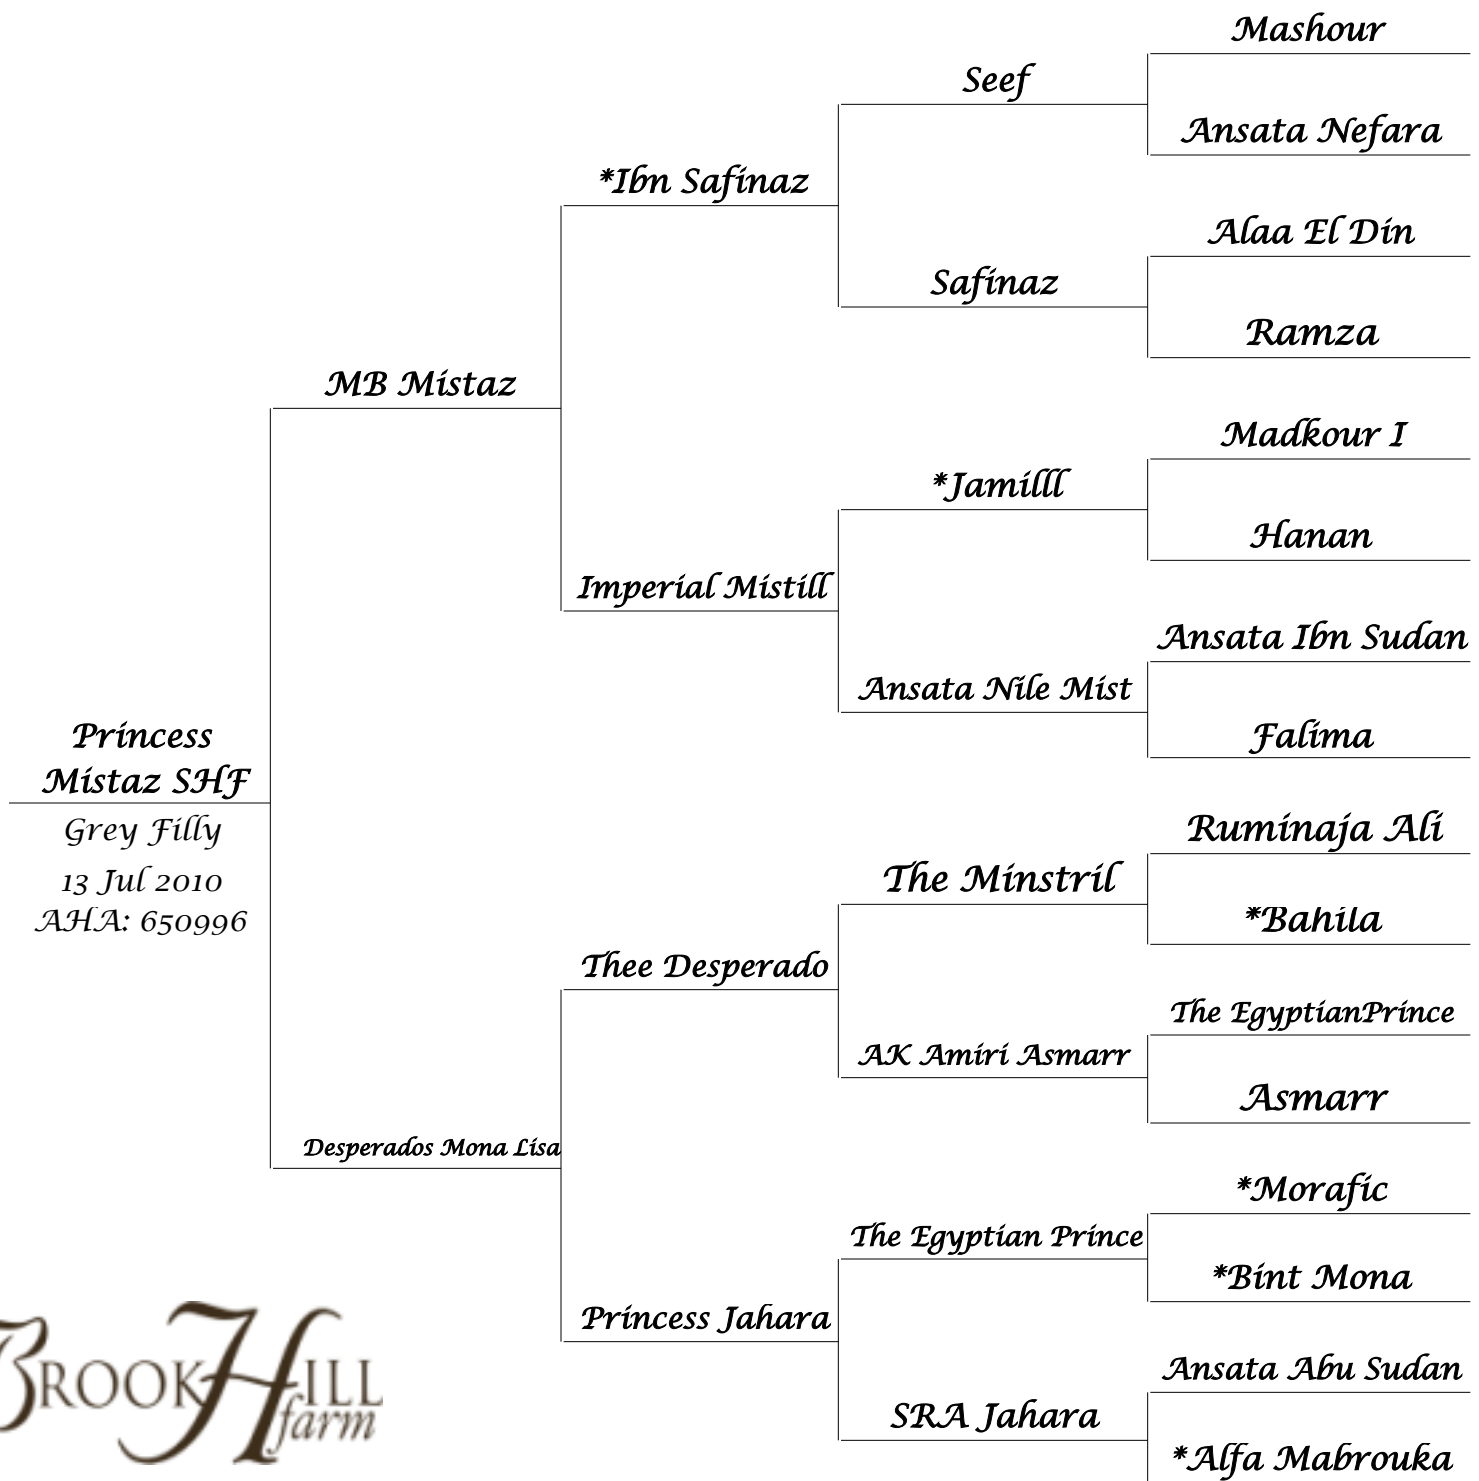 Mashour
Seef
Ansata Nefara
*Ibn Safinaz
Alaa El Din
Safinaz
Ramza
MB Mistaz
Madkour I
*Jamilll
Hanan
Imperial Mistill
Ansata Ibn Sudan
Ansata Nile Mist
Falima
Princess
Mistaz SHF
Grey Filly
13 Jul 2010
AHA: 650996
Ruminaja Ali
The Minstril
*Bahila
Thee Desperado
The EgyptianPrince
AK Amiri Asmarr
Asmarr
Desperados Mona Lisa
*Morafic
The Egyptian Prince
*Bint Mona
Princess Jahara
Ansata Abu Sudan
SRA Jahara
*Alfa Mabrouka
BROOK HILL
farm